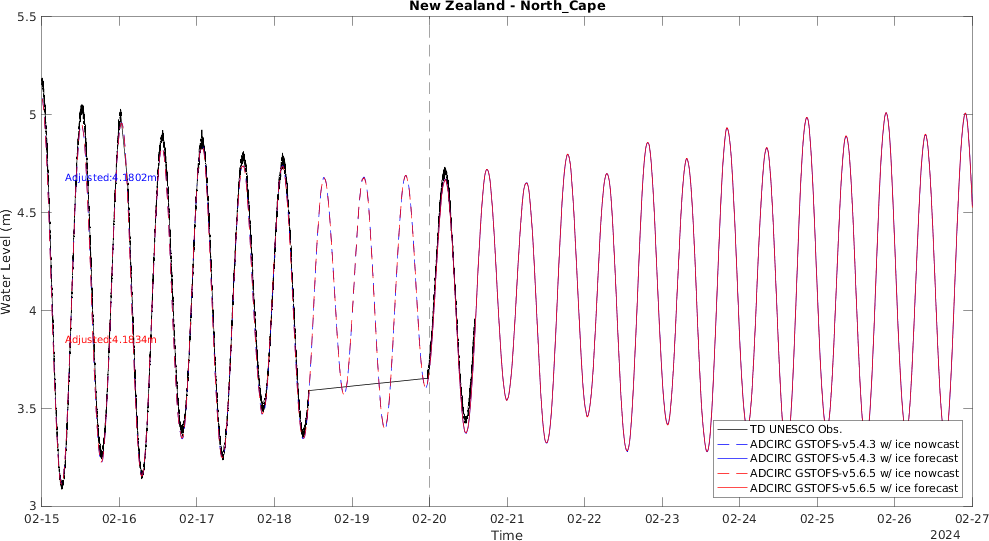 New Zealand - North_Cape
Water Level (m)
5.5
5
4.5
4
3.5
3
Adjusted:4.1802m
Adjusted:4.1834m
TD UNESCO Obs.
ADCIRC GSTOFS-v5.4.3 w/ ice nowcast
ADCIRC GSTOFS-v5.4.3 w/ ice forecast
ADCIRC GSTOFS-v5.6.5 w/ ice nowcast
ADCIRC GSTOFS-v5.6.5 w/ ice forecast
02-15 02-16 02-17 02-18 02-19 02-20 02-21 02-22 02-23 02-24 02-25 02-26 02-27
Time
2024